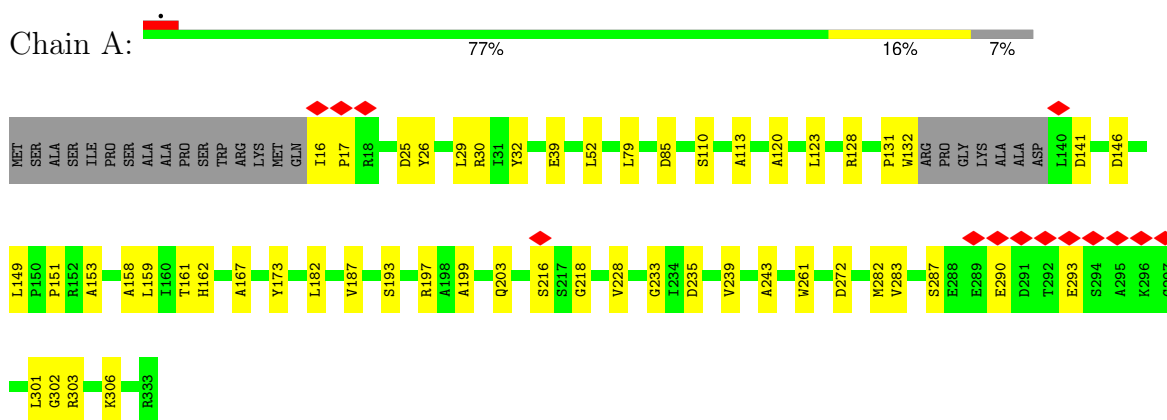 Chain A:
77% 16% 7%
MET SER ALA SER ILE PRO SER ALA ALA PRO SER TRP ARG LYS MET GLN I16 P17 R18 D25 Y26 L29 R30 I31 Y32 E39 L52 L79 D85 S110 A113 A120 L123 R128 P131 W132 ARG PRO GLY LYS ALA ALA ASP L140 D141 D146
L149 P150 P151 R152 A153 A158 L159 I160 T161 H162 A167 Y173 L182 V187 S193 R197 A198 A199 Q203 S216 S217 G218 V228 G233 I234 D235 V239 A243 W261 D272 M282 V283 S287 E288 E289 E290 D291 T292 E293 S294 A295 K296 G297
L301 G302 R303 K306 R333